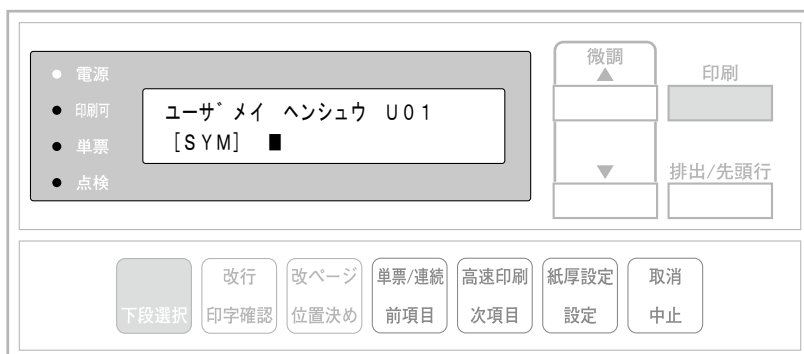 電源
印刷可
単票
点検
ユーザ゛メイ ヘンシュウ U01
[SYM] ■
微調
▲
▼
印刷
排出/先頭行
下段選択
改行
印字確認
改ページ
位置決め
単票/連続
前項目
高速印刷
次項目
紙厚設定
設定
取消
中止